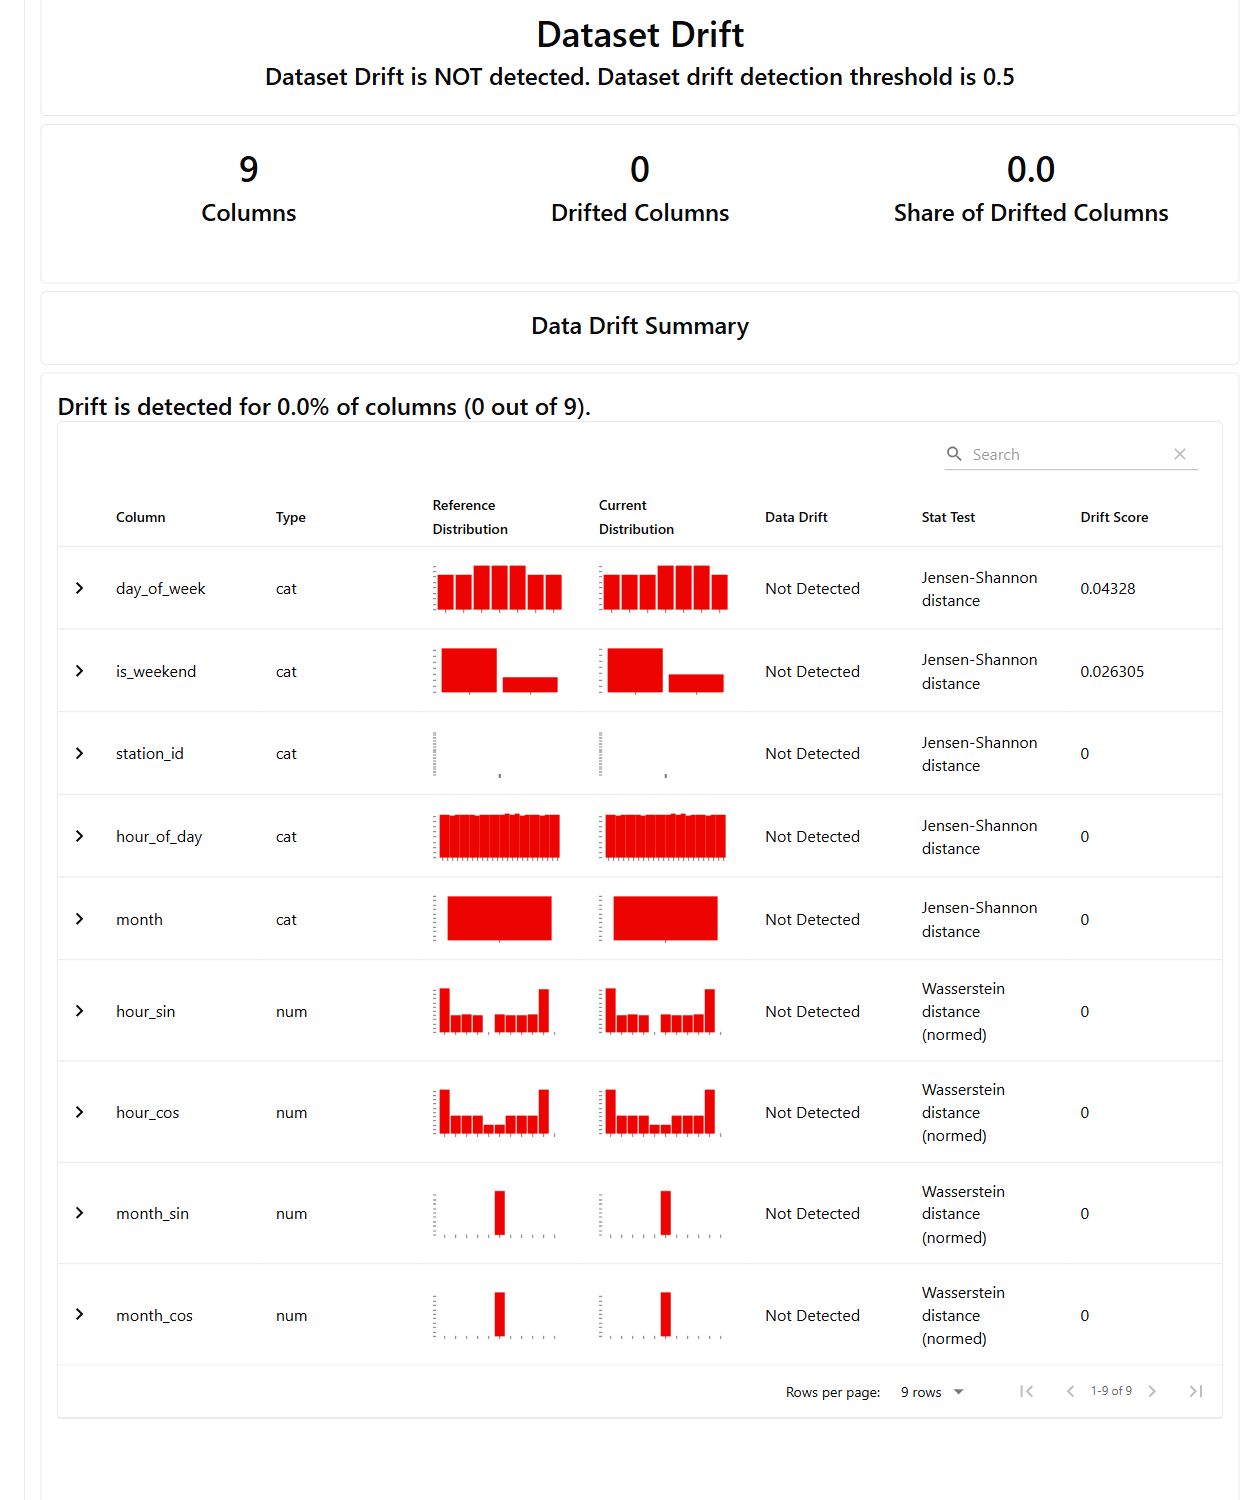 Dataset Drift
Dataset Drift is NOT detected. Dataset drift detection threshold is 0.5
9
Columns
0
Drifted Columns
0.0
Share of Drifted Columns
Data Drift Summary
Drift is detected for 0.0% of columns (0 out of 9).
Search
Column Type Reference Distribution Current Distribution Data Drift Stat Test Drift Score
day_of_week cat Not Detected Jensen-Shannon distance 0.04328
is_weekend cat Not Detected Jensen-Shannon distance 0.026305
station_id cat Not Detected Jensen-Shannon distance 0
hour_of_day cat Not Detected Jensen-Shannon distance 0
month cat Not Detected Jensen-Shannon distance 0
hour_sin num Not Detected Wasserstein distance (normed) 0
hour_cos num Not Detected Wasserstein distance (normed) 0
month_sin num Not Detected Wasserstein distance (normed) 0
month_cos num Not Detected Wasserstein distance (normed) 0
Rows per page: 9 rows 1-9 of 9